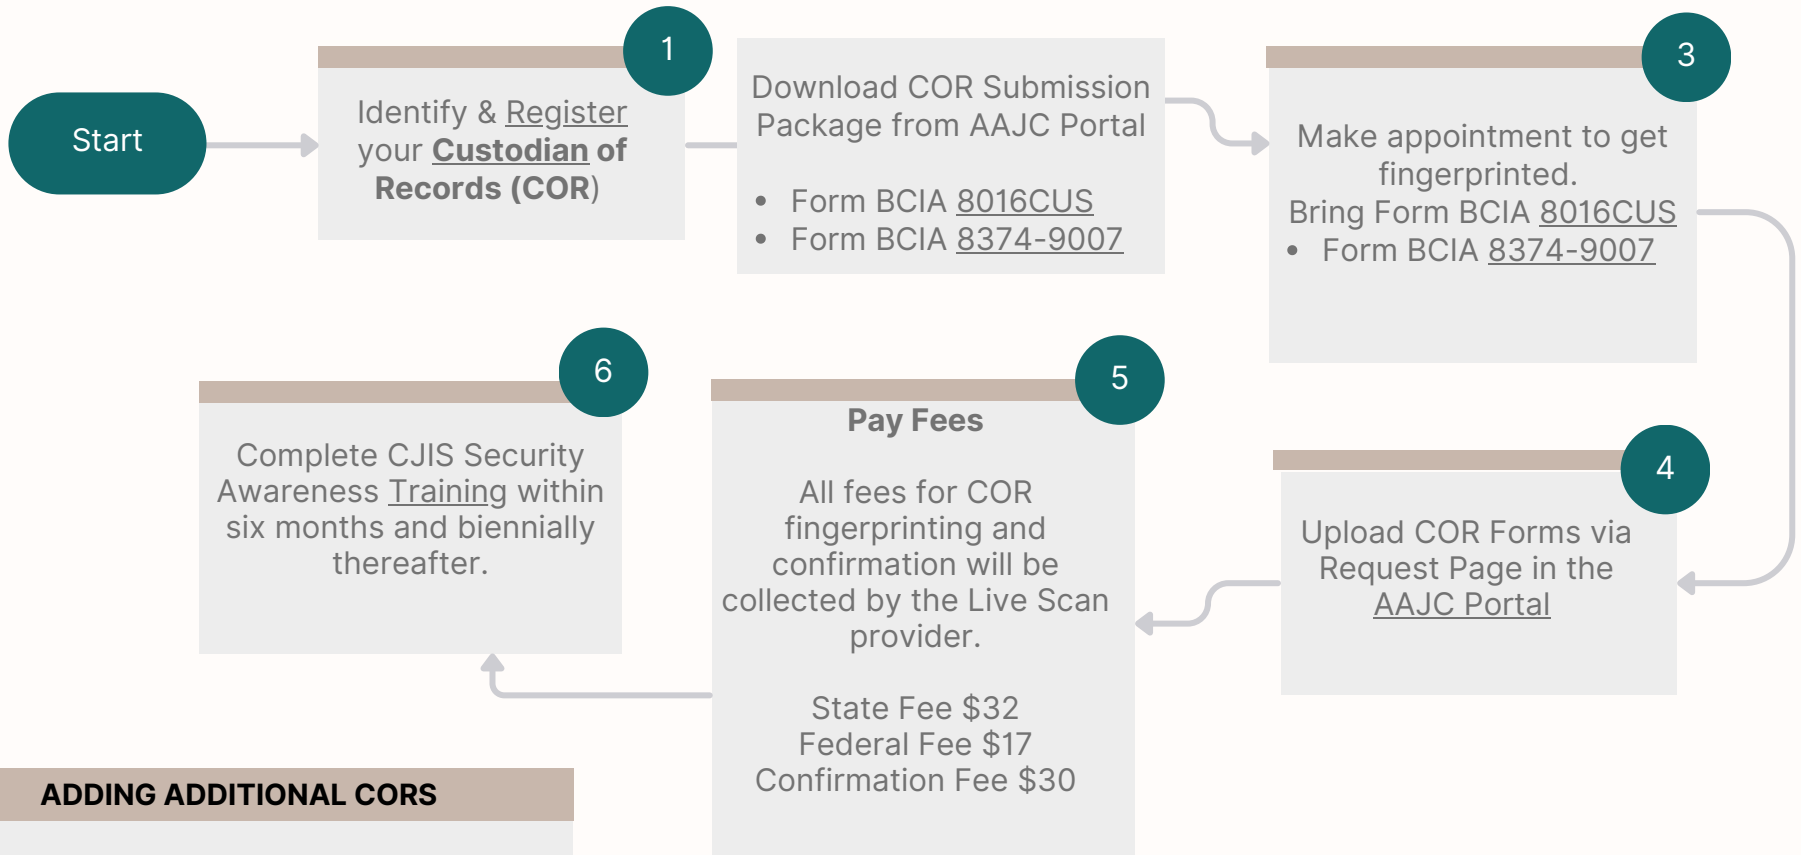 Start
1
Identify & Register
your Custodian of
Records (COR)
Download COR Submission
Package from AAJC Portal
• Form BCIA 8016CUS
• Form BCIA 8374-9007
3
Make appointment to get
fingerprinted.
Bring Form BCIA 8016CUS
• Form BCIA 8374-9007
4
Upload COR Forms via
Request Page in the
AAJC Portal
5
Pay Fees
All fees for COR
fingerprinting and
confirmation will be
collected by the Live Scan
provider.
State Fee $32
Federal Fee $17
Confirmation Fee $30
6
Complete CJIS Security
Awareness Training within
six months and biennially
thereafter.
ADDING ADDITIONAL CORS